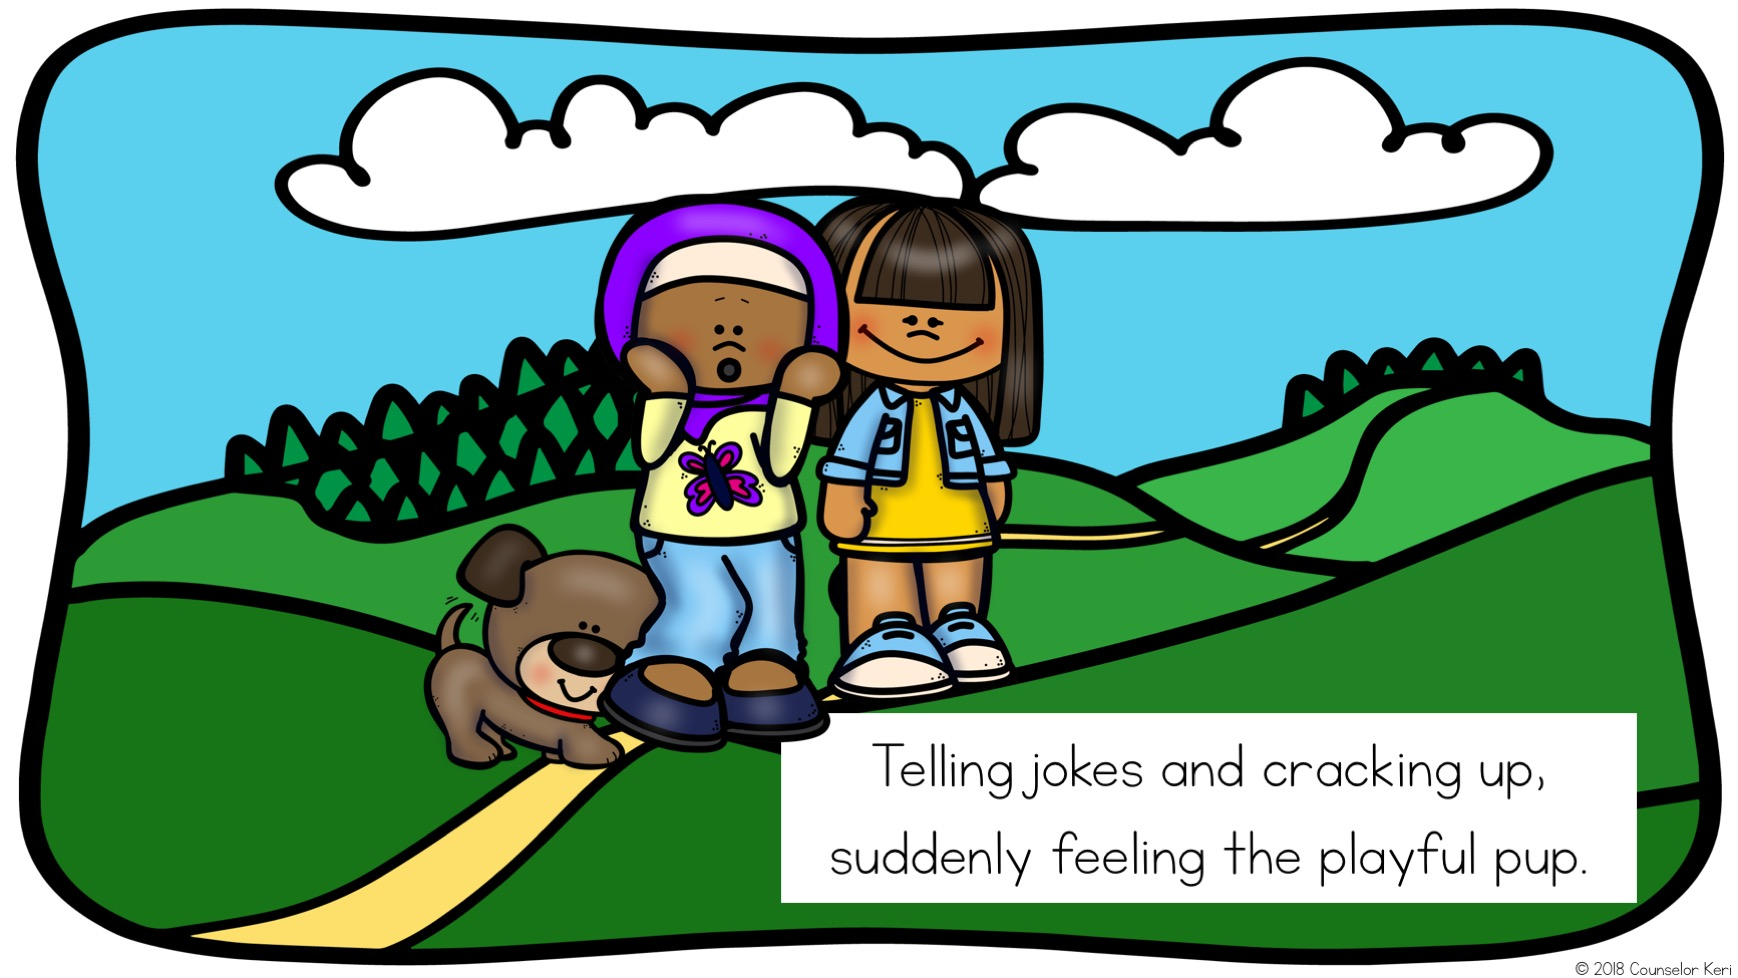 Telling jokes and cracking up,
suddenly feeling the playful pup.
© 2018 Counselor Keri